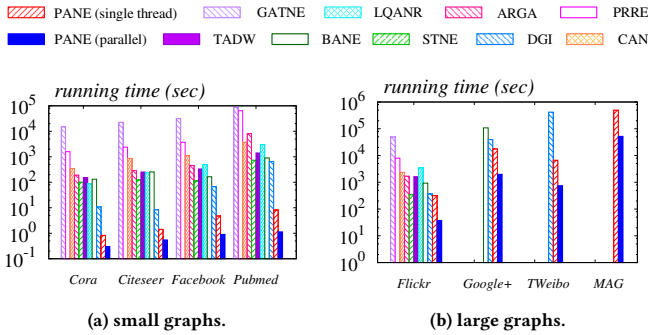 PANE (single thread) GATNE LQANR ARGA PRRE
PANE (parallel) TADW BANE STNE DGI CAN
running time (sec)
10^5
10^4
10^3
10^2
10^1
10^0
10^-1
Cora Citeseer Facebook Pubmed
(a) small graphs.
running time (sec)
10^6
10^5
10^4
10^3
10^2
10^1
10^0
Flickr Google+ TWeibo MAG
(b) large graphs.